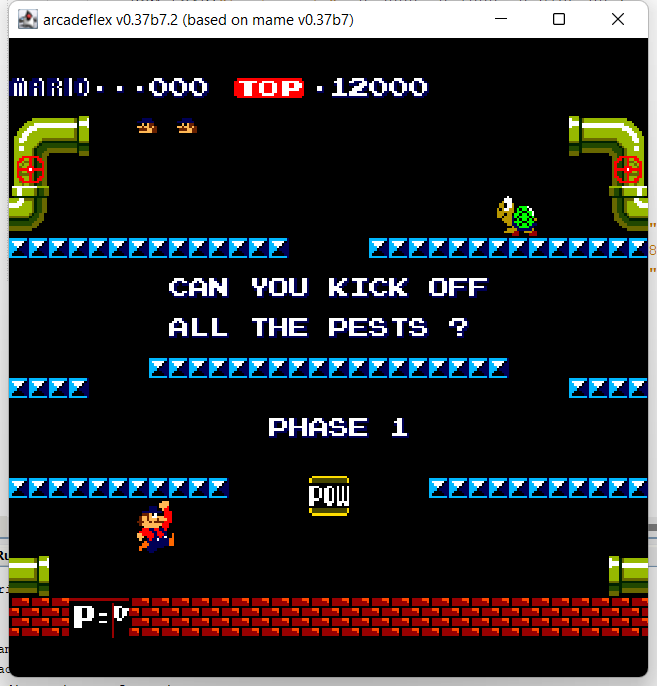 arcadeflex v0.37b7.2 (based on mame v0.37b7)
MARIO···000 TOP ·12000
CAN YOU KICK OFF
ALL THE PESTS ?
PHASE 1
POW
P=